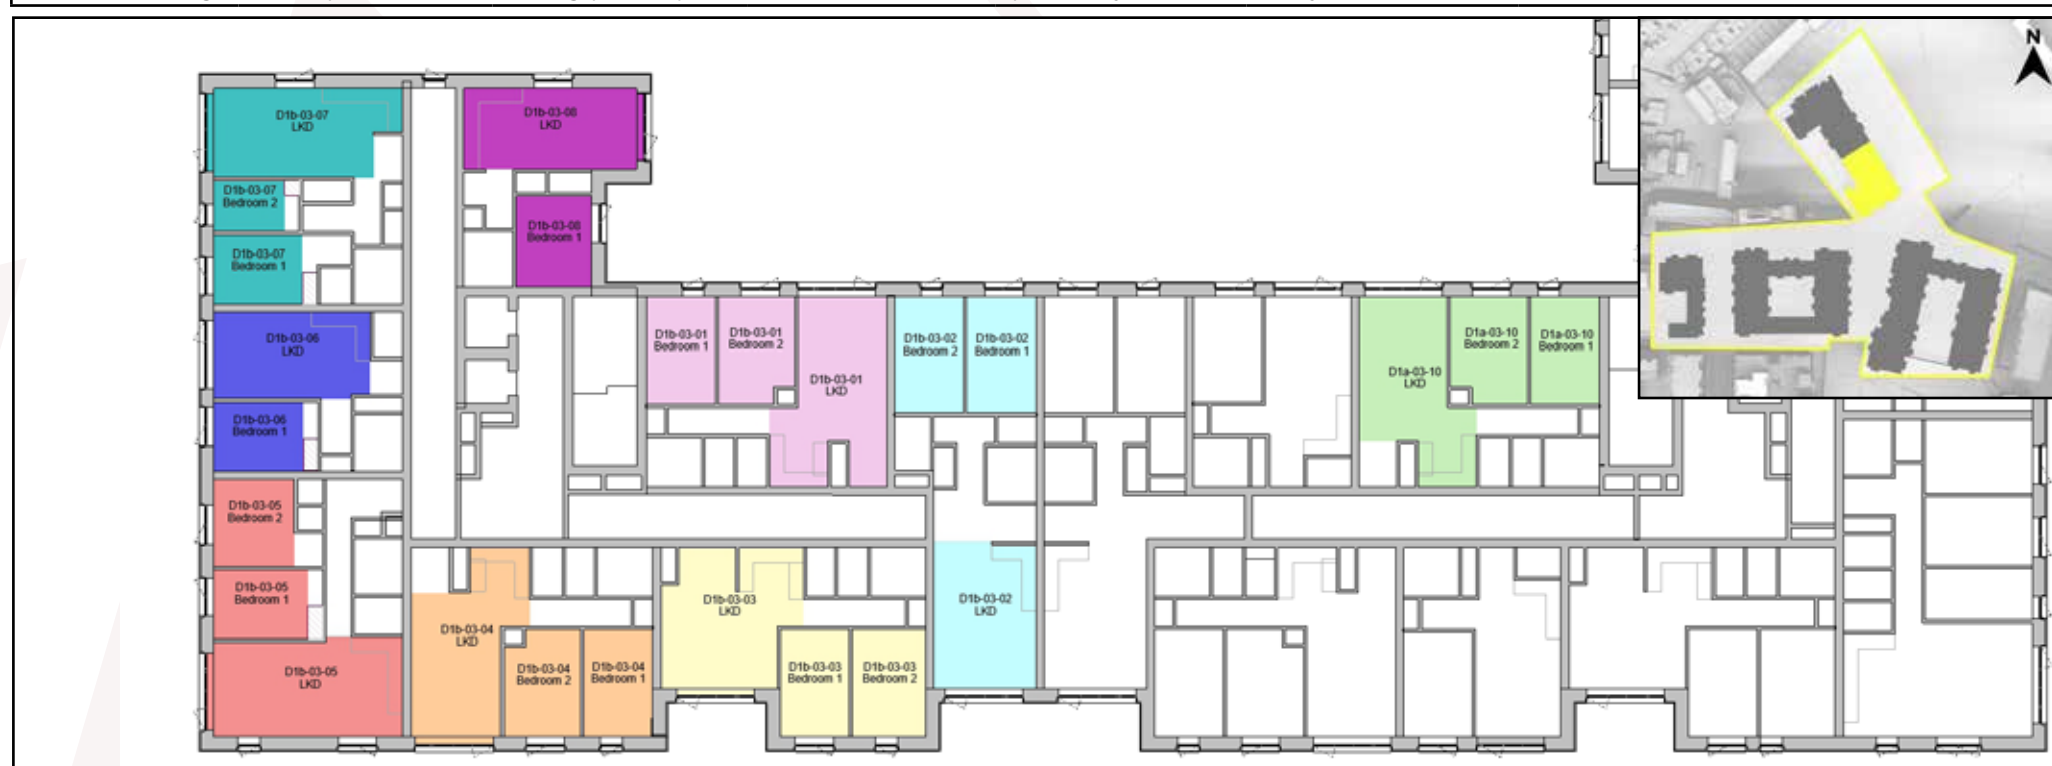 N
D1b-03-07
LKD
D1b-03-08
LKD
D1b-03-07
Bedroom 2
D1b-03-08
Bedroom 1
D1b-03-07
Bedroom 1
D1b-03-06
LKD
D1b-03-01
Bedroom 1
D1b-03-01
Bedroom 2
D1b-03-01
LKD
D1b-03-02
Bedroom 2
D1b-03-02
Bedroom 1
D1a-03-10
LKD
D1a-03-10
Bedroom 2
D1a-03-10
Bedroom 1
D1b-03-06
Bedroom 1
D1b-03-05
Bedroom 2
D1b-03-05
Bedroom 1
D1b-03-05
LKD
D1b-03-04
LKD
D1b-03-04
Bedroom 2
D1b-03-04
Bedroom 1
D1b-03-03
LKD
D1b-03-03
Bedroom 1
D1b-03-03
Bedroom 2
D1b-03-02
LKD